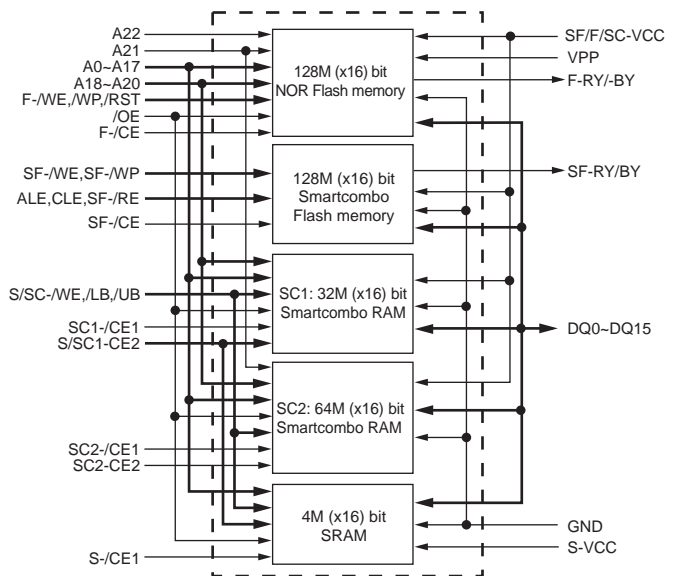 A22
A21
A0~A17
A18~A20
F-/WE,/WP,/RST
/OE
F-/CE
SF-/WE,SF-/WP
ALE,CLE,SF-/RE
SF-/CE
S/SC-/WE,/LB,/UB
SC1-/CE1
S/SC1-CE2
SC2-/CE1
SC2-CE2
S-/CE1
128M (x16) bit
NOR Flash memory
128M (x16) bit
Smartcombo
Flash memory
SC1: 32M (x16) bit
Smartcombo RAM
SC2: 64M (x16) bit
Smartcombo RAM
4M (x16) bit
SRAM
SF/F/SC-VCC
VPP
F-RY/-BY
SF-RY/BY
DQ0~DQ15
GND
S-VCC